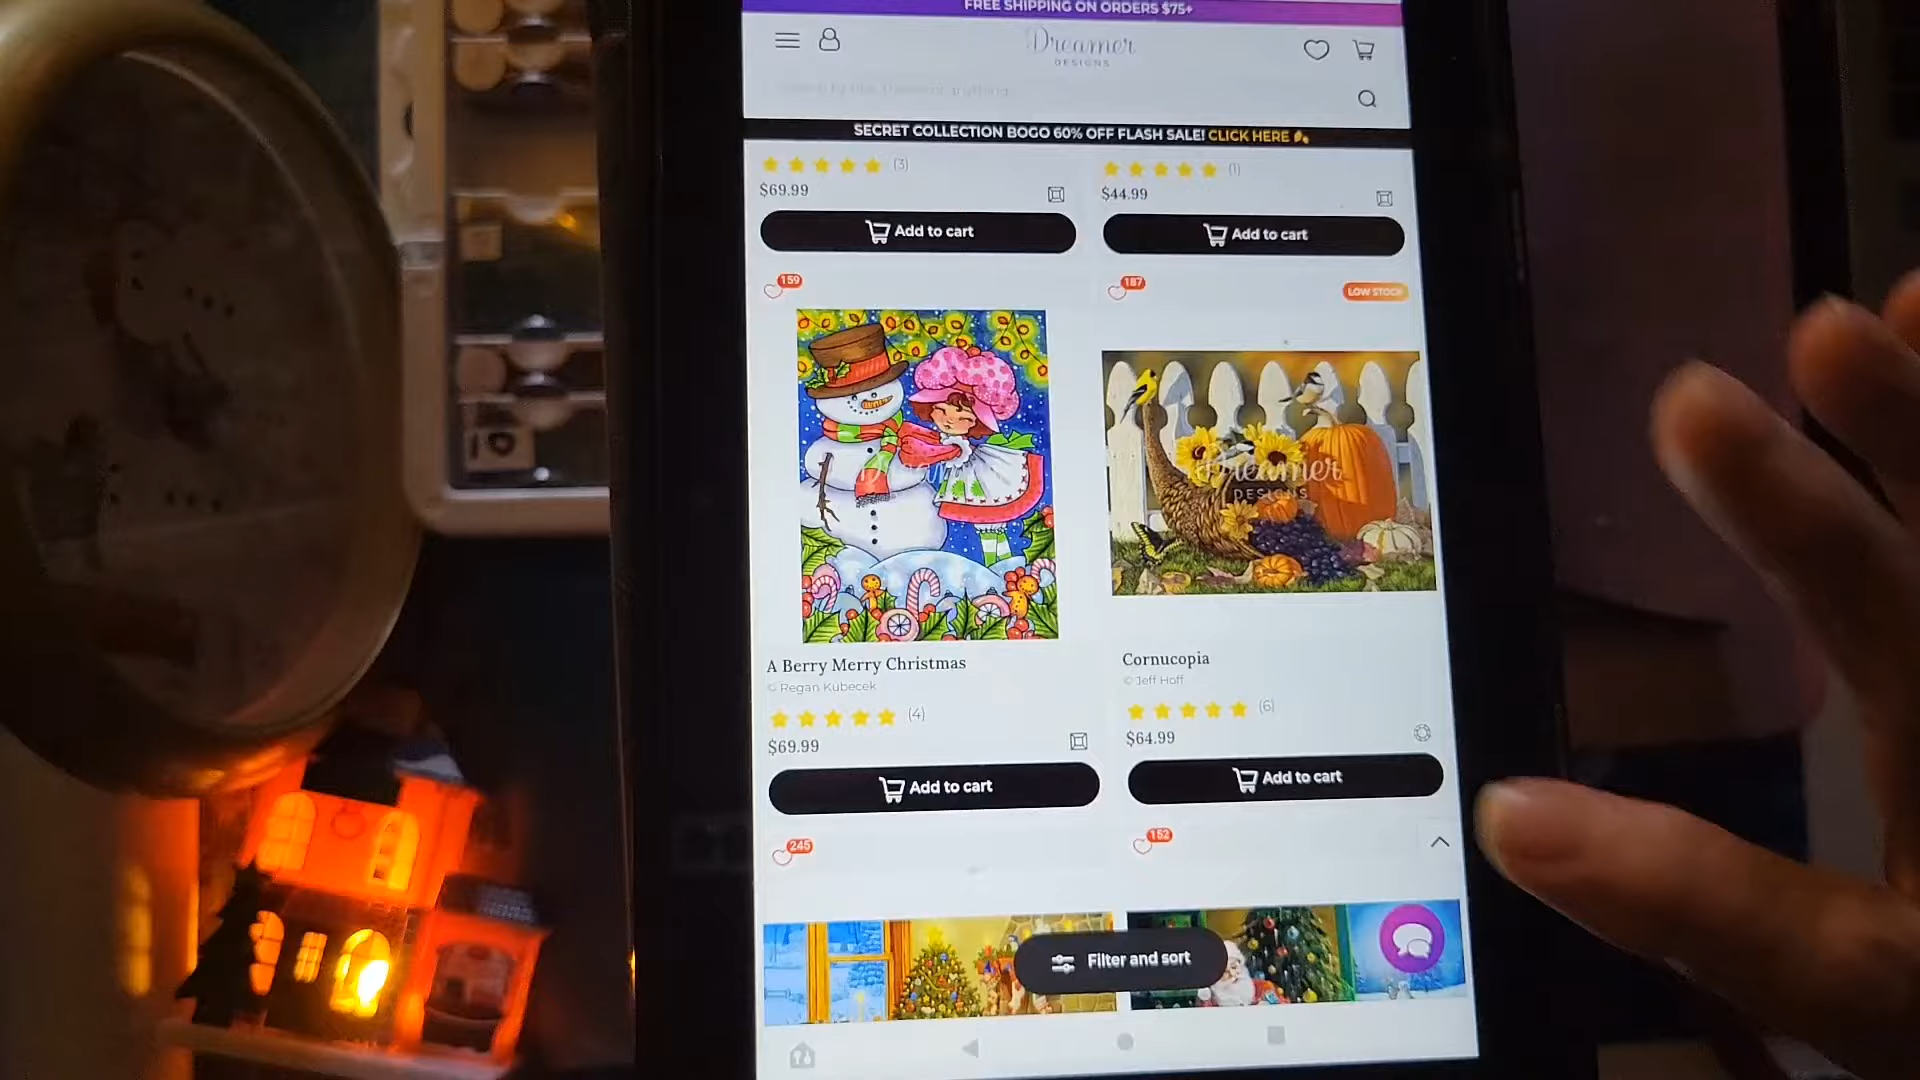 FREE SHIPPING ON ORDERS $75+
Dreamer
DESIGNS
SECRET COLLECTION BOGO 60% OFF FLASH SALE! CLICK HERE
(3)
(1)
$69.99
$44.99
Add to cart
Add to cart
159
187
LOW STOCK
Dreamer
DESIGNS
A Berry Merry Christmas
© Regan Kubecek
(4)
$69.99
Cornucopia
© Jeff Hoff
(6)
$64.99
Add to cart
Add to cart
245
152
Filter and sort
10